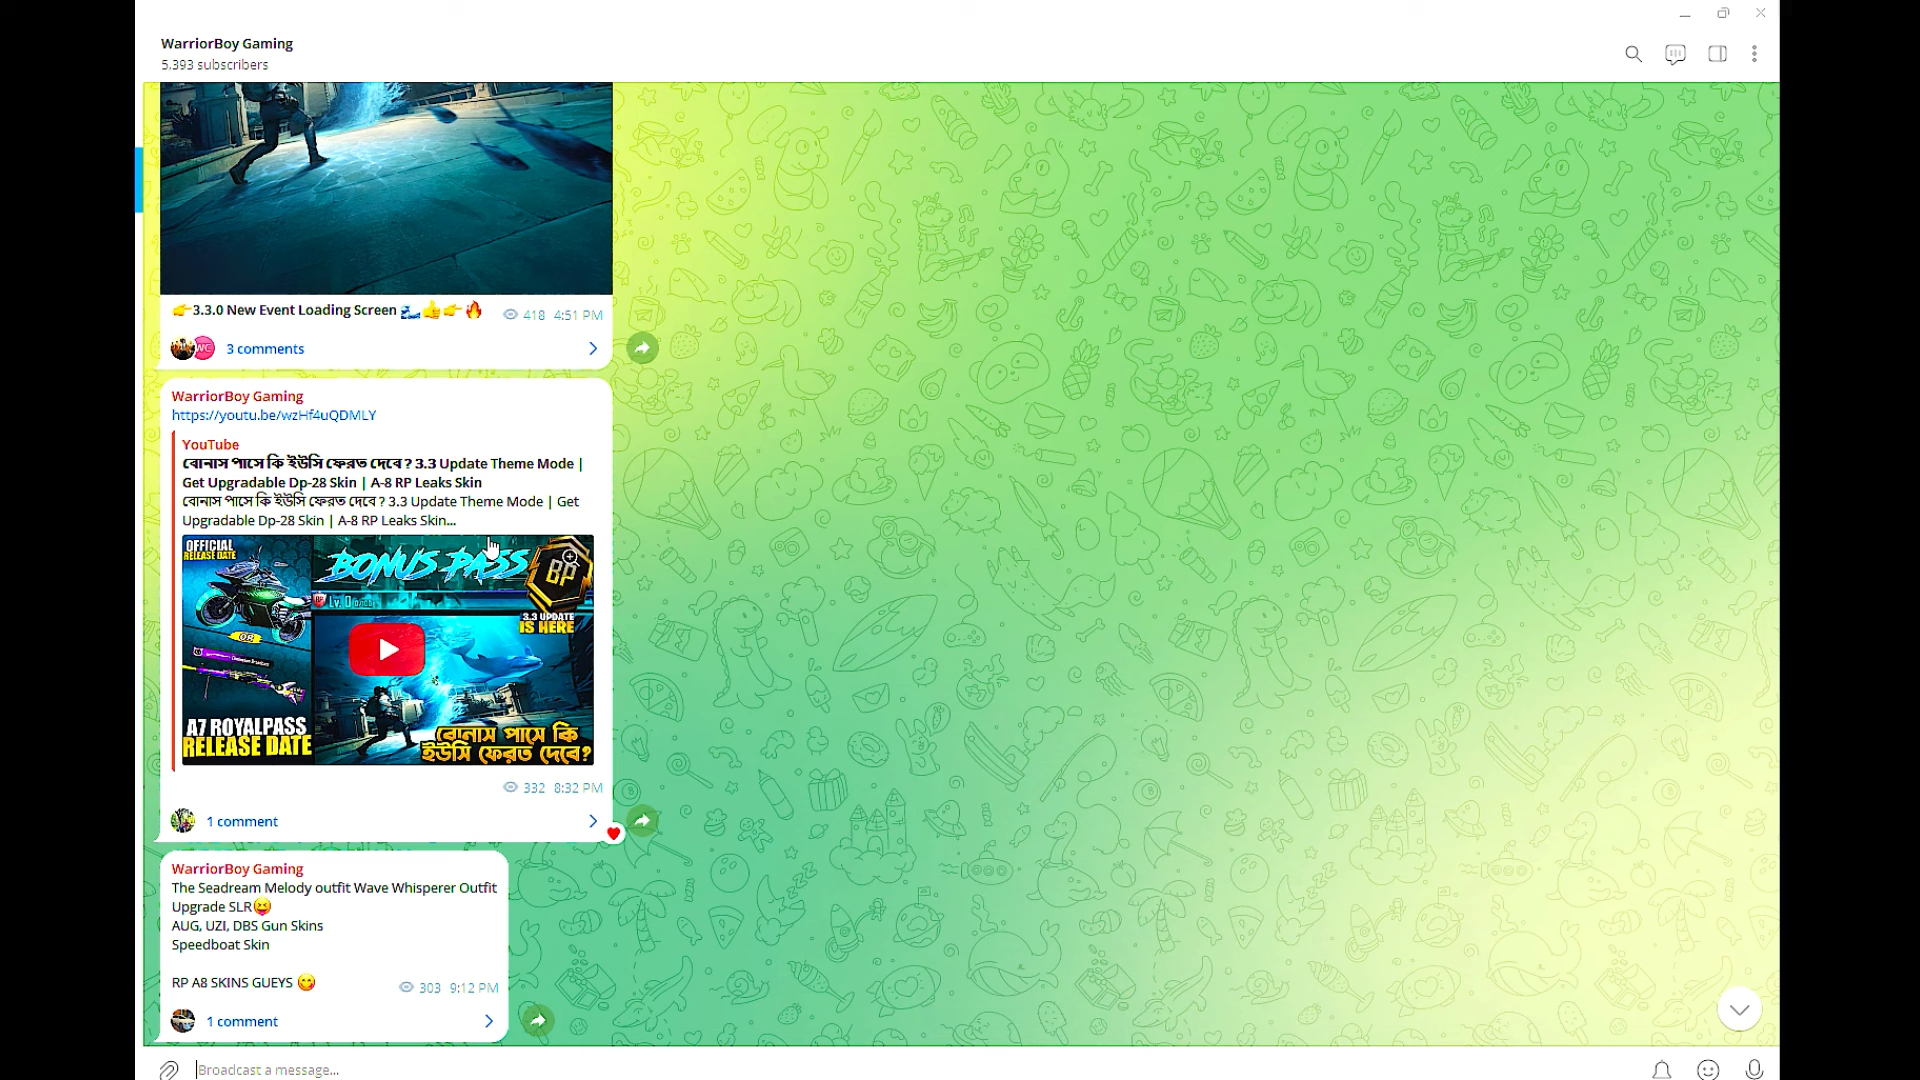 WarriorBoy Gaming
5,393 subscribers
👉3.3.0 New Event Loading Screen 🌊👍👉🔥
418 4:51 PM
WC
3 comments
WarriorBoy Gaming
https://youtu.be/wzHf4uQDMLY
YouTube
বোনাস পাসে কি ইউসি ফেরত দেবে ? 3.3 Update Theme Mode |
Get Upgradable Dp-28 Skin | A-8 RP Leaks Skin
বোনাস পাসে কি ইউসি ফেরত দেবে ? 3.3 Update Theme Mode | Get
Upgradable Dp-28 Skin | A-8 RP Leaks Skin...
OFFICIAL
RELEASE DATE
BONUS PASS
BP
Lv. 0
OR
3.3 UPDATE
IS HERE
A7 ROYALPASS
RELEASE DATE
বোনাস পাসে কি
ইউসি ফেরত দেবে?
332 8:32 PM
1 comment
WarriorBoy Gaming
The Seadream Melody outfit Wave Whisperer Outfit
Upgrade SLR😝
AUG, UZI, DBS Gun Skins
Speedboat Skin
RP A8 SKINS GUEYS 😋
303 9:12 PM
1 comment
Broadcast a message...